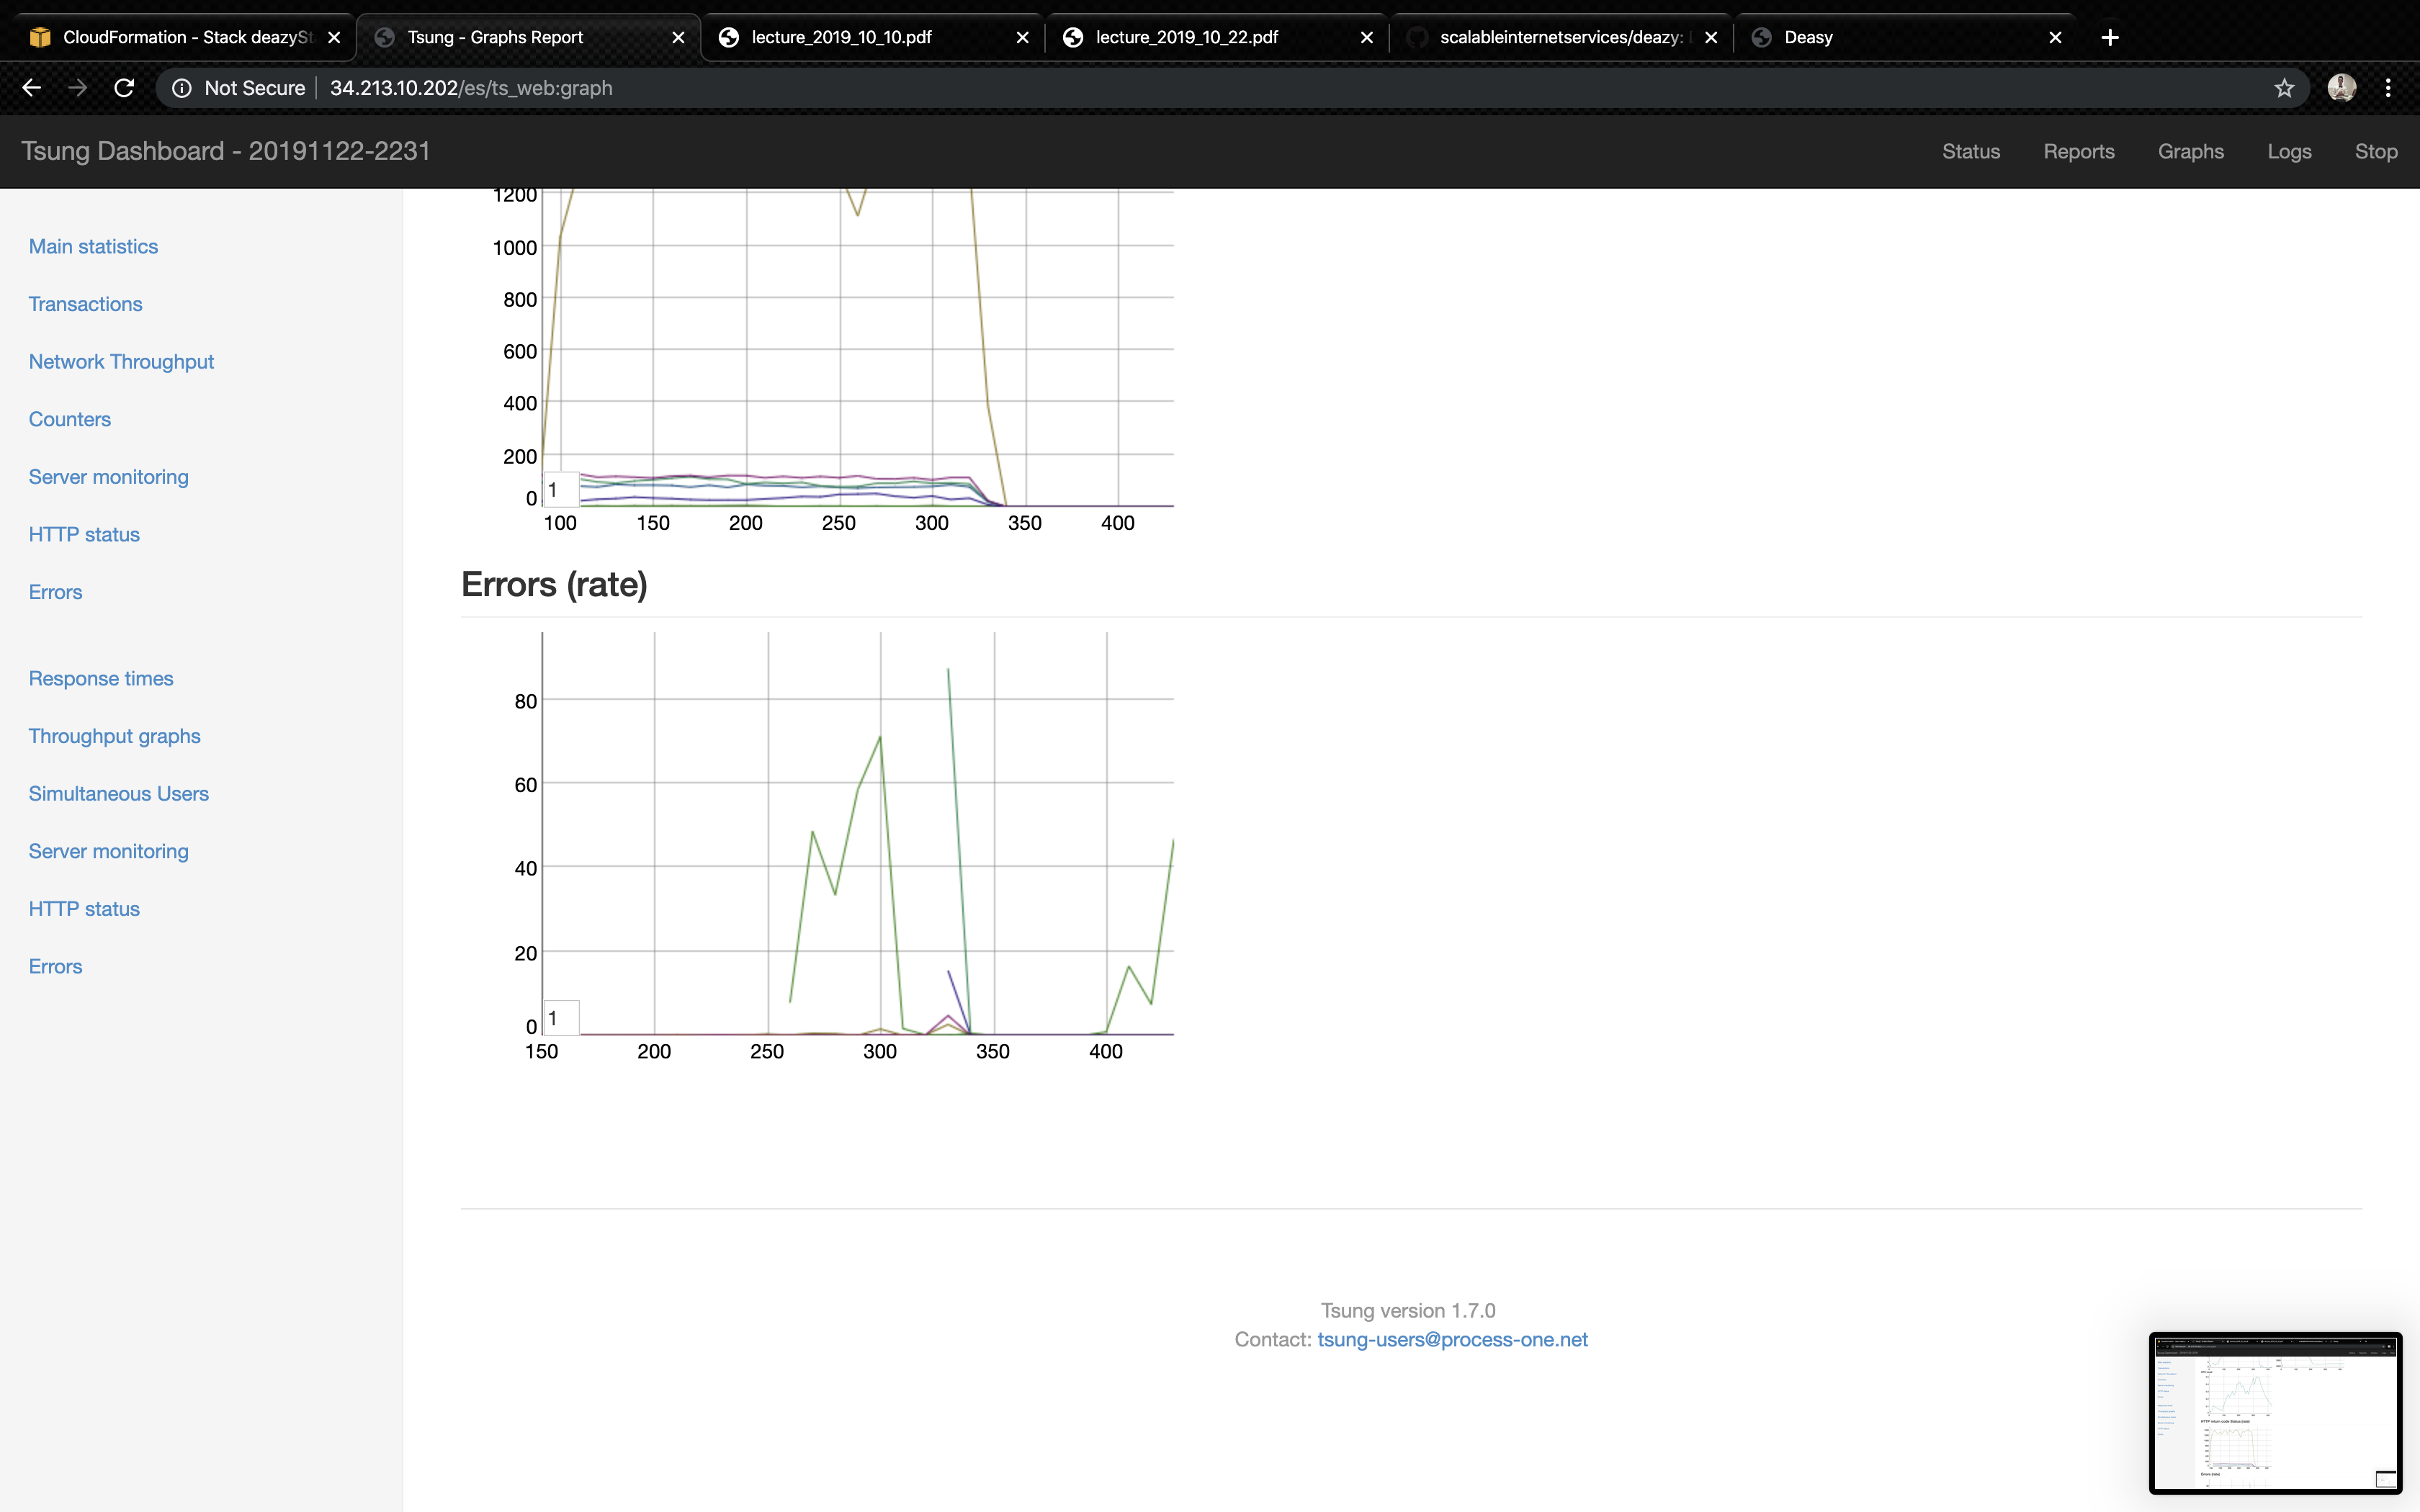 CloudFormation - Stack deazySt
Tsung - Graphs Report
lecture_2019_10_10.pdf
lecture_2019_10_22.pdf
scalableinternetservices/deazy:
Deasy
Not Secure
34.213.10.202/es/ts_web:graph
Tsung Dashboard - 20191122-2231
Status
Reports
Graphs
Logs
Stop
Main statistics
Transactions
Network Throughput
Counters
Server monitoring
HTTP status
Errors
Response times
Throughput graphs
Simultaneous Users
Server monitoring
HTTP status
Errors
1200
1000
800
600
400
200
0
1
100 150 200 250 300 350 400
Errors (rate)
80
60
40
20
0
1
150 200 250 300 350 400
Tsung version 1.7.0
Contact: tsung-users@process-one.net